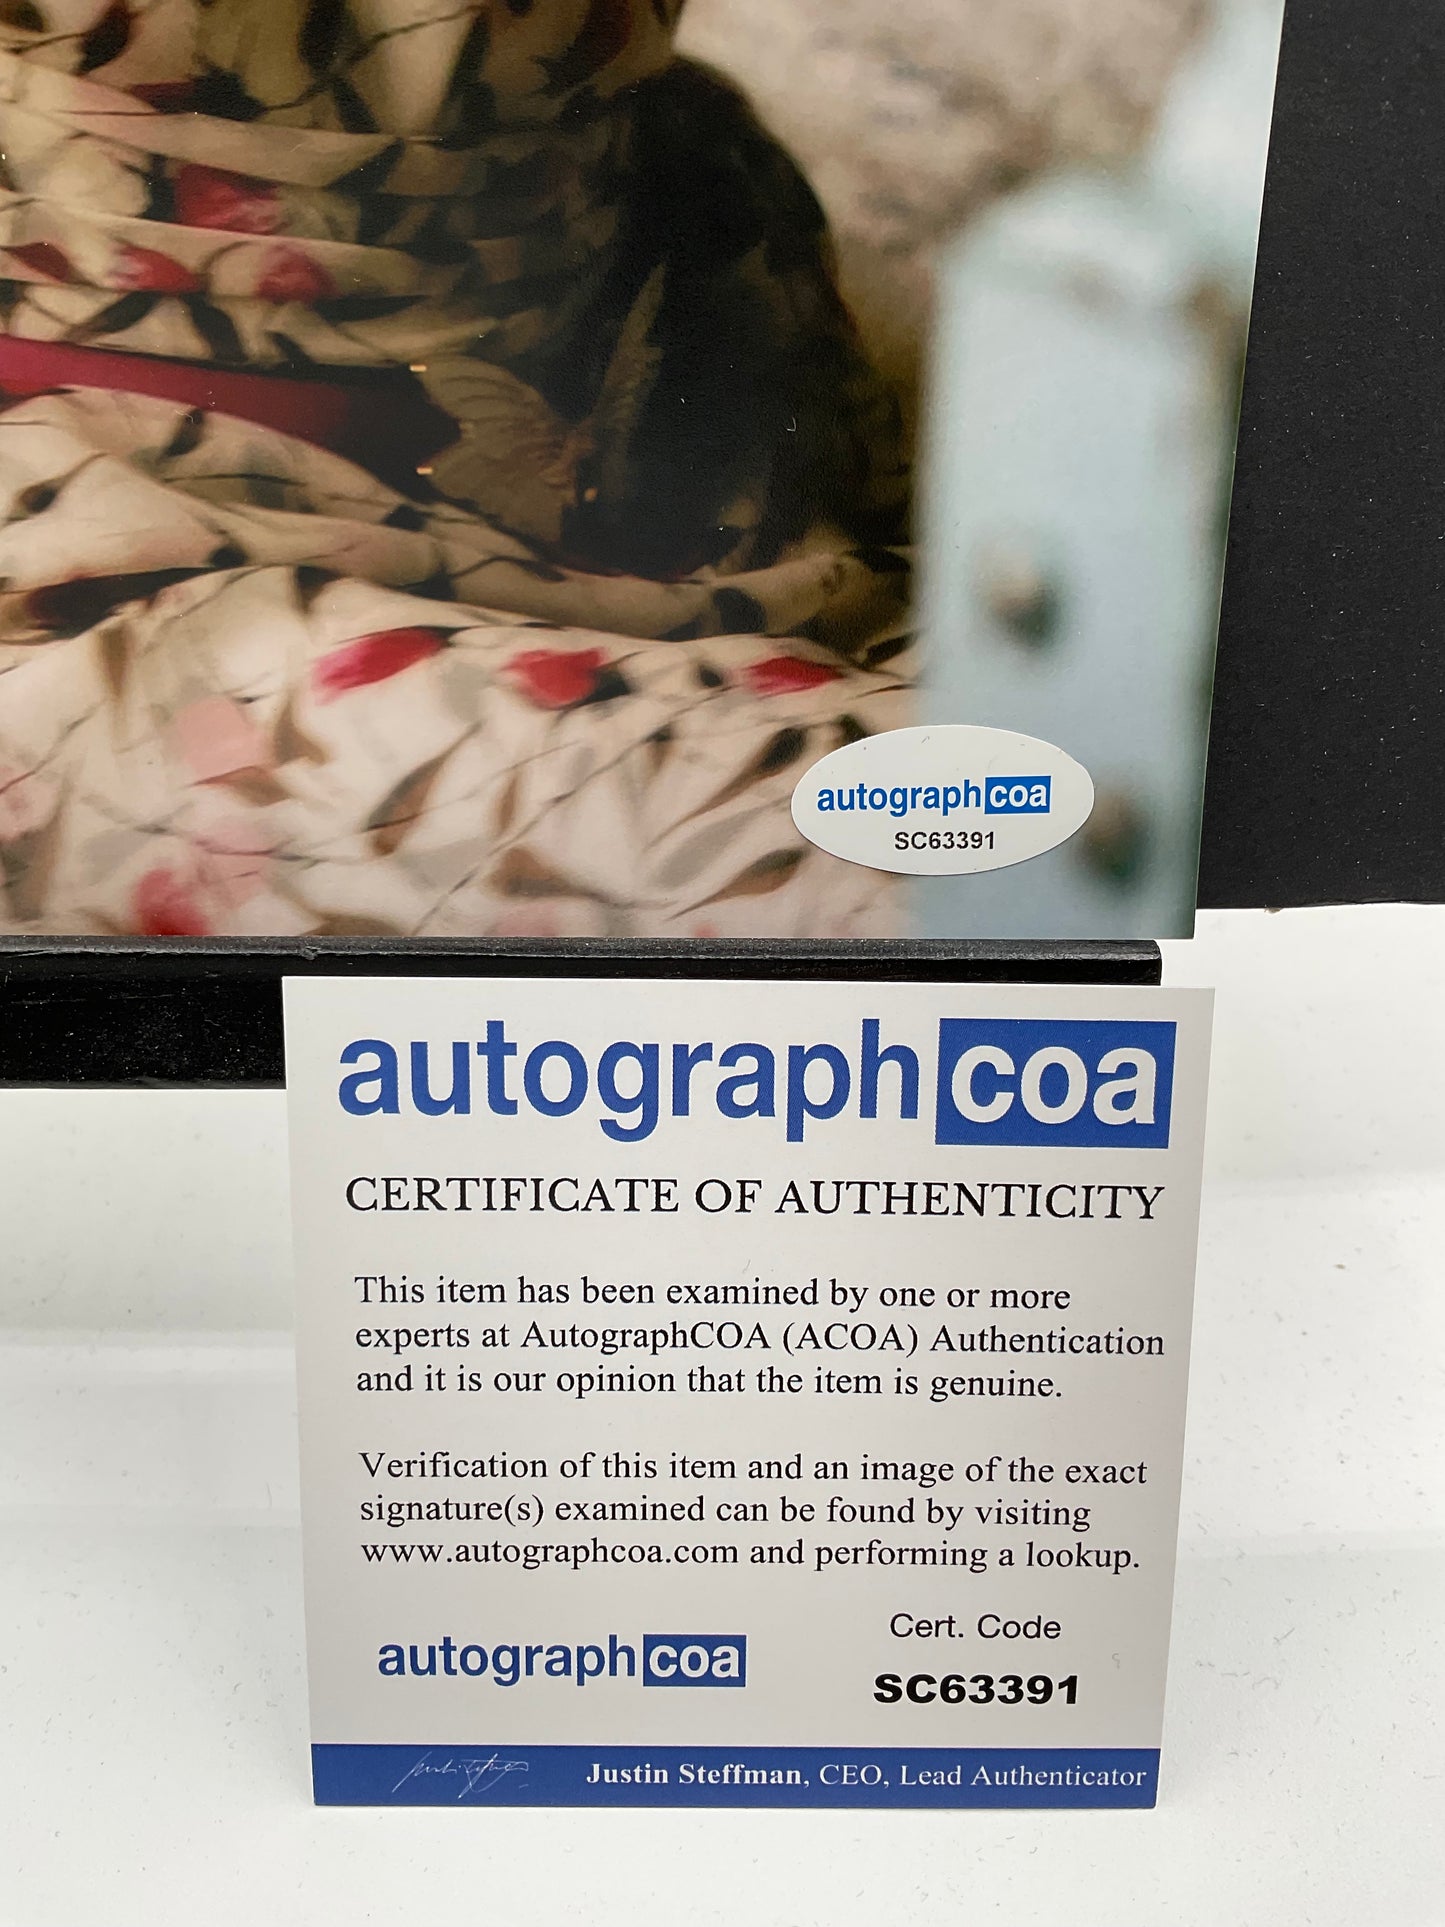 autographcoa
SC63391
autographcoa
CERTIFICATE OF AUTHENTICITY
This item has been examined by one or more
experts at AutographCOA (ACOA) Authentication
and it is our opinion that the item is genuine.
Verification of this item and an image of the exact
signature(s) examined can be found by visiting
www.autographcoa.com and performing a lookup.
Cert. Code
autographcoa
SC63391
Justin Steffman, CEO, Lead Authenticator